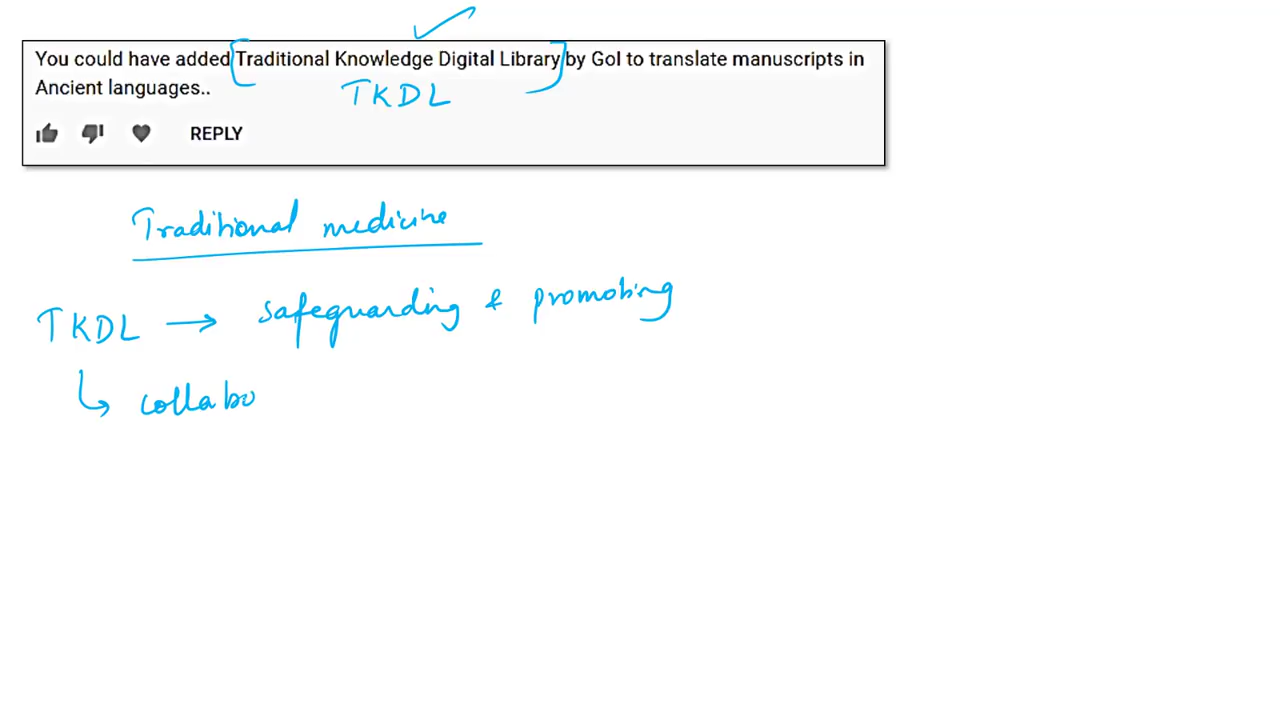 You could have added Traditional Knowledge Digital Library by GoI to translate manuscripts in
Ancient languages..
TKDL
REPLY
Traditional medicine
TKDL → safeguarding & promoting
↳ collabo